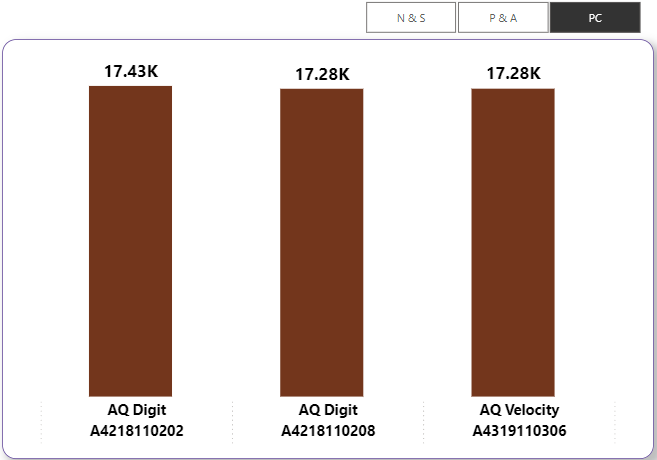 N & S P & A PC
17.43K 17.28K 17.28K
AQ Digit AQ Digit AQ Velocity
A4218110202 A4218110208 A4319110306